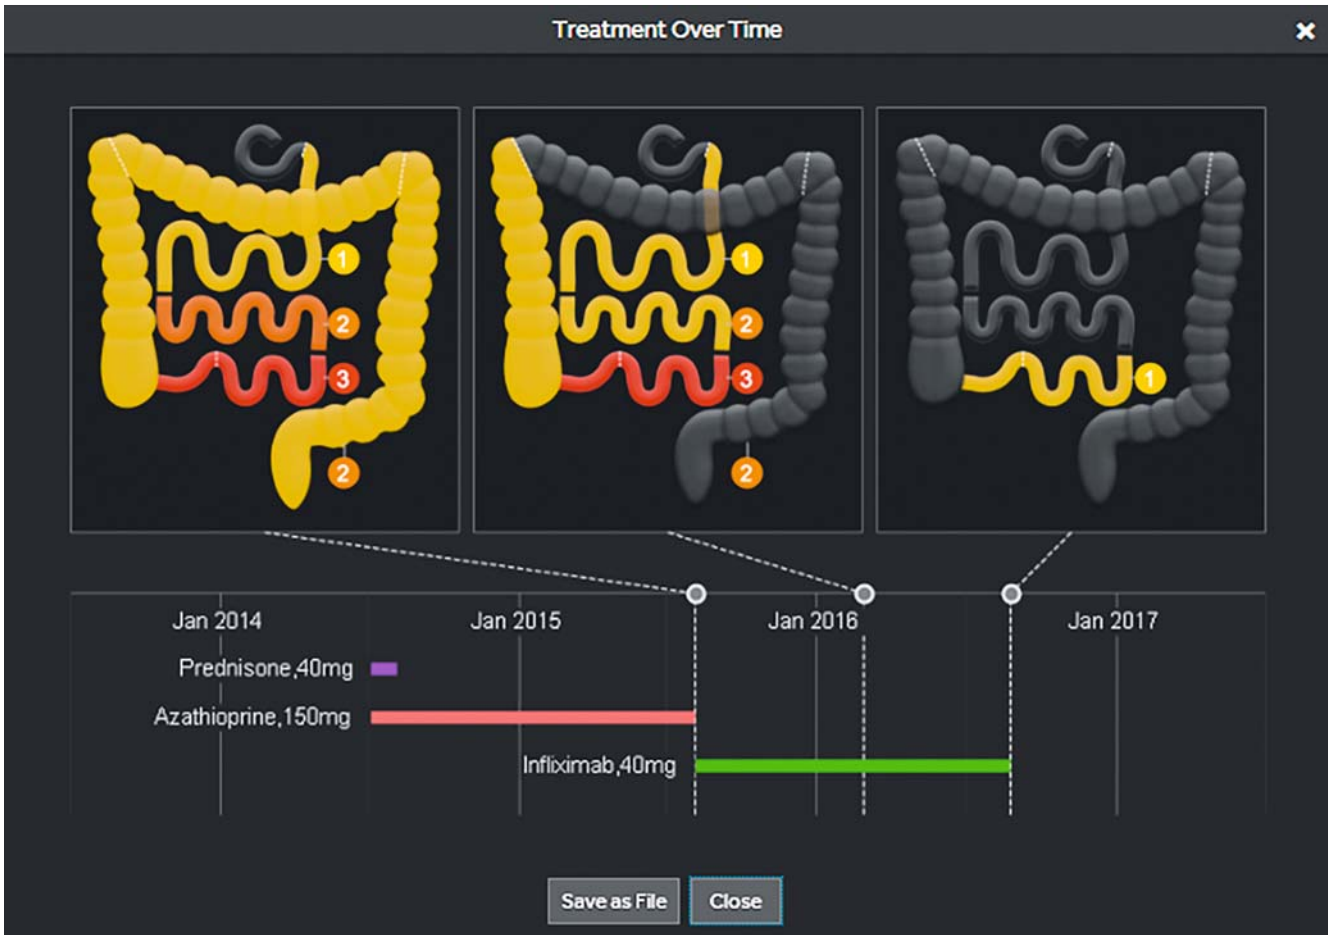 Treatment Over Time
1
2
3
2
1
2
3
2
1
Jan 2014
Jan 2015
Jan 2016
Jan 2017
Prednisone,40mg
Azathioprine,150mg
Infliximab,40mg
Save as File
Close